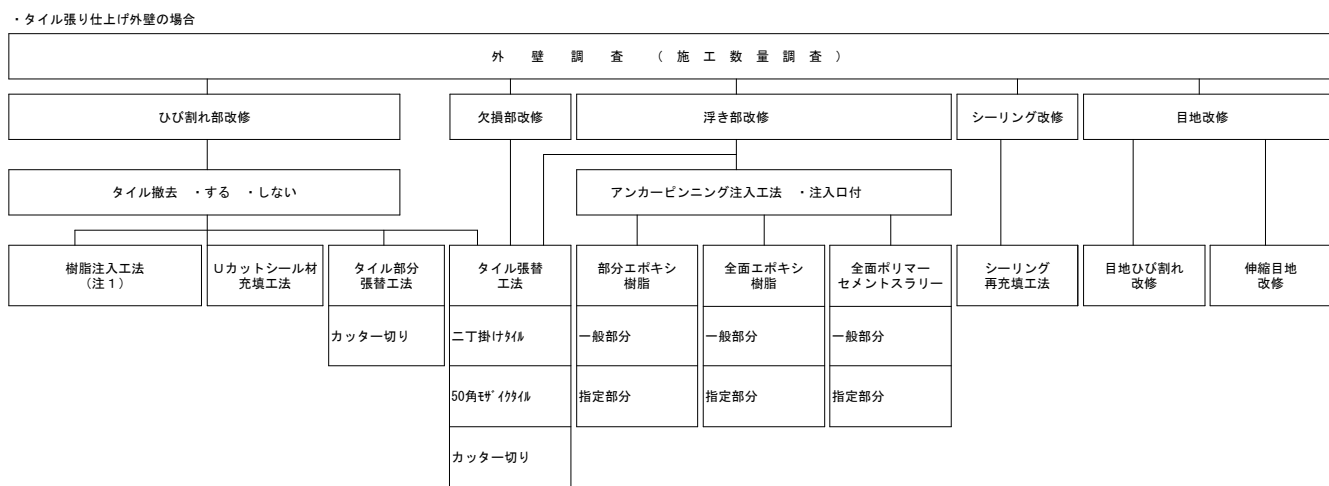 ・タイル張り仕上げ外壁の場合
外 壁 調 査 （ 施 工 数 量 調 査 ）
ひび割れ部改修
欠損部改修
浮き部改修
シーリング改修
目地改修
タイル撤去 ・する ・しない
アンカーピンニング注入工法 ・注入口付
樹脂注入工法
(注１)
Ｕカットシール材
充填工法
タイル部分
張替工法
タイル張替
工法
部分エポキシ
樹脂
全面エポキシ
樹脂
全面ポリマー
セメントスラリー
シーリング
再充填工法
目地ひび割れ
改修
伸縮目地
改修
カッター切り
二丁掛けﾀｲﾙ
一般部分
一般部分
一般部分
50角ﾓｻﾞｲｸﾀｲﾙ
指定部分
指定部分
指定部分
カッター切り